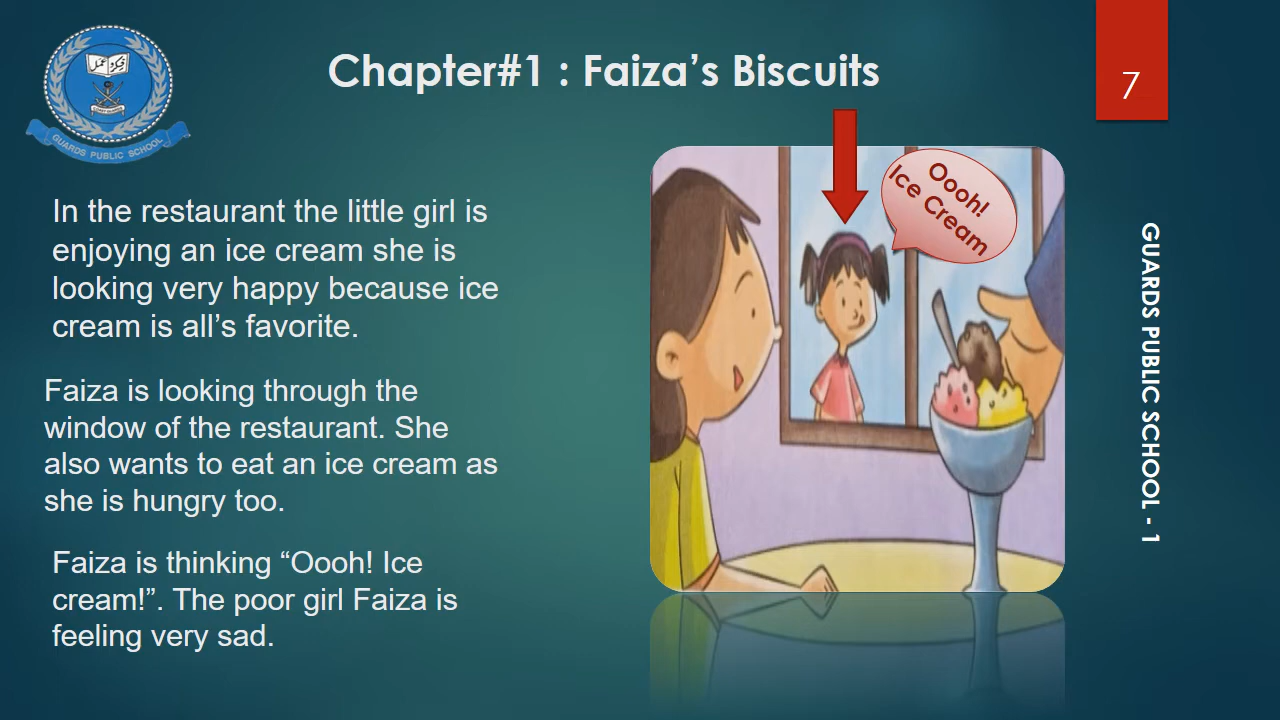 Chapter#1 : Faiza’s Biscuits
7
GUARDS PUBLIC SCHOOL
In the restaurant the little girl is
enjoying an ice cream she is
looking very happy because ice
cream is all’s favorite.
Faiza is looking through the
window of the restaurant. She
also wants to eat an ice cream as
she is hungry too.
Faiza is thinking “Oooh! Ice
cream!”. The poor girl Faiza is
feeling very sad.
Oooh!
Ice Cream
GUARDS PUBLIC SCHOOL - 1